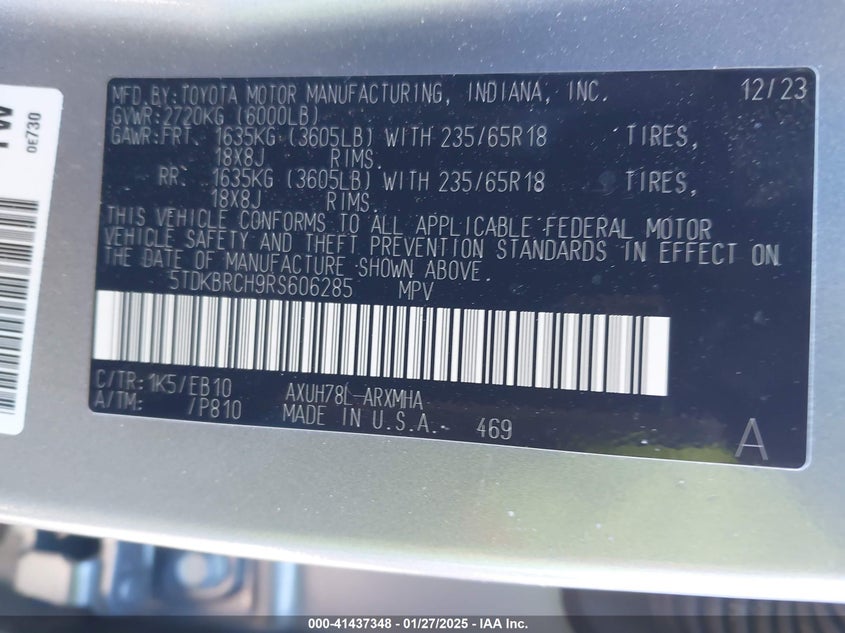 MFD.BY:TOYOTA MOTOR MANUFACTURING, INDIANA, INC. 12/23
GVWR:2720KG (6000LB)
GAWR:FRT 1635KG (3605LB) WITH 235/65R18 TIRES,
18X8J RIMS.
RR: 1635KG (3605LB) WITH 235/65R18 TIRES,
18X8J RIMS.
THIS VEHICLE CONFORMS TO ALL APPLICABLE FEDERAL MOTOR
VEHICLE SAFETY AND THEFT PREVENTION STANDARDS IN EFFECT ON
THE DATE OF MANUFACTURE SHOWN ABOVE.
5TDKBRCH9RS606285 MPV
C/TR:1K5/EB10 AXUH78L-ARXMHA
A/TM: /P810 MADE IN U.S.A. 469
A
0E730
000-41437348 | 01/27/2025 | IAA Inc.